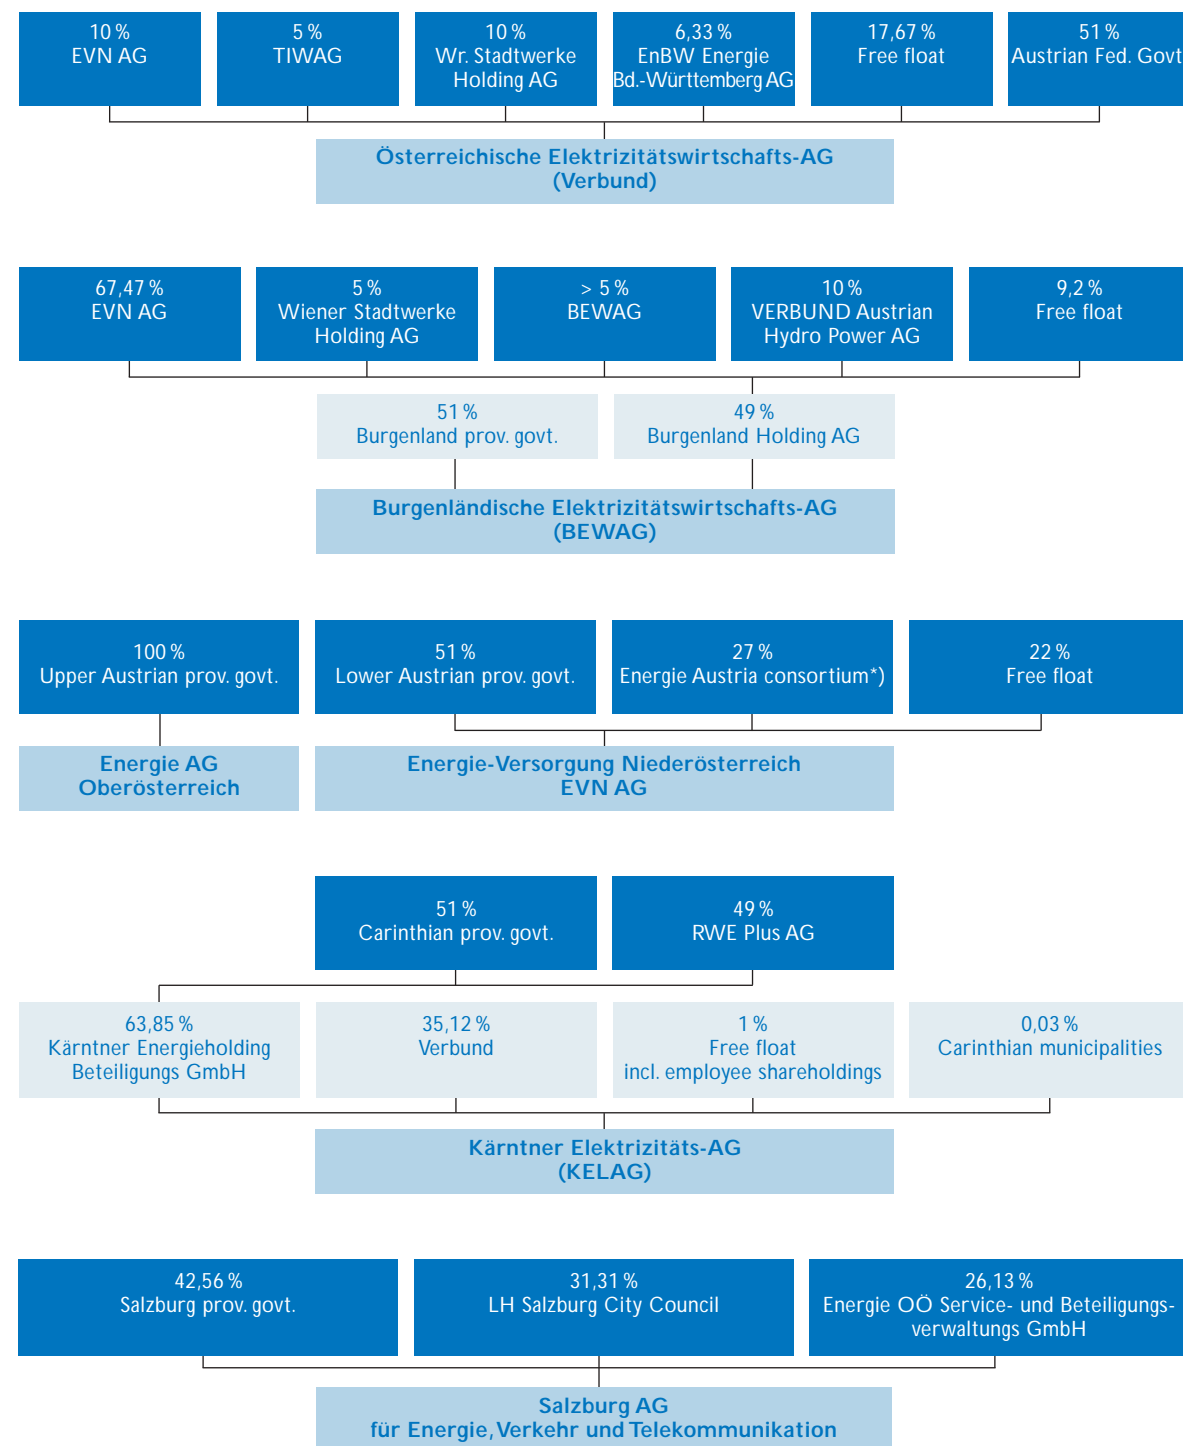 10 %
EVN AG
5 %
TIWAG
10 %
Wr. Stadtwerke
Holding AG
6,33 %
EnBW Energie
Bd.-Württemberg AG
17,67 %
Free float
51 %
Austrian Fed. Govt
Österreichische Elektrizitätswirtschafts-AG
(Verbund)
67,47 %
EVN AG
5 %
Wiener Stadtwerke
Holding AG
> 5 %
BEWAG
10 %
VERBUND Austrian
Hydro Power AG
9,2 %
Free float
51 %
Burgenland prov. govt.
49 %
Burgenland Holding AG
Burgenländische Elektrizitätswirtschafts-AG
(BEWAG)
100 %
Upper Austrian prov. govt.
51 %
Lower Austrian prov. govt.
27 %
Energie Austria consortium*)
22 %
Free float
Energie AG
Oberösterreich
Energie-Versorgung Niederösterreich
EVN AG
51 %
Carinthian prov. govt.
49 %
RWE Plus AG
63,85 %
Kärntner Energieholding
Beteiligungs GmbH
35,12 %
Verbund
1 %
Free float
incl. employee shareholdings
0,03 %
Carinthian municipalities
Kärntner Elektrizitäts-AG
(KELAG)
42,56 %
Salzburg prov. govt.
31,31 %
LH Salzburg City Council
26,13 %
Energie OÖ Service- und Beteiligungs-
verwaltungs GmbH
Salzburg AG
für Energie, Verkehr und Telekommunikation